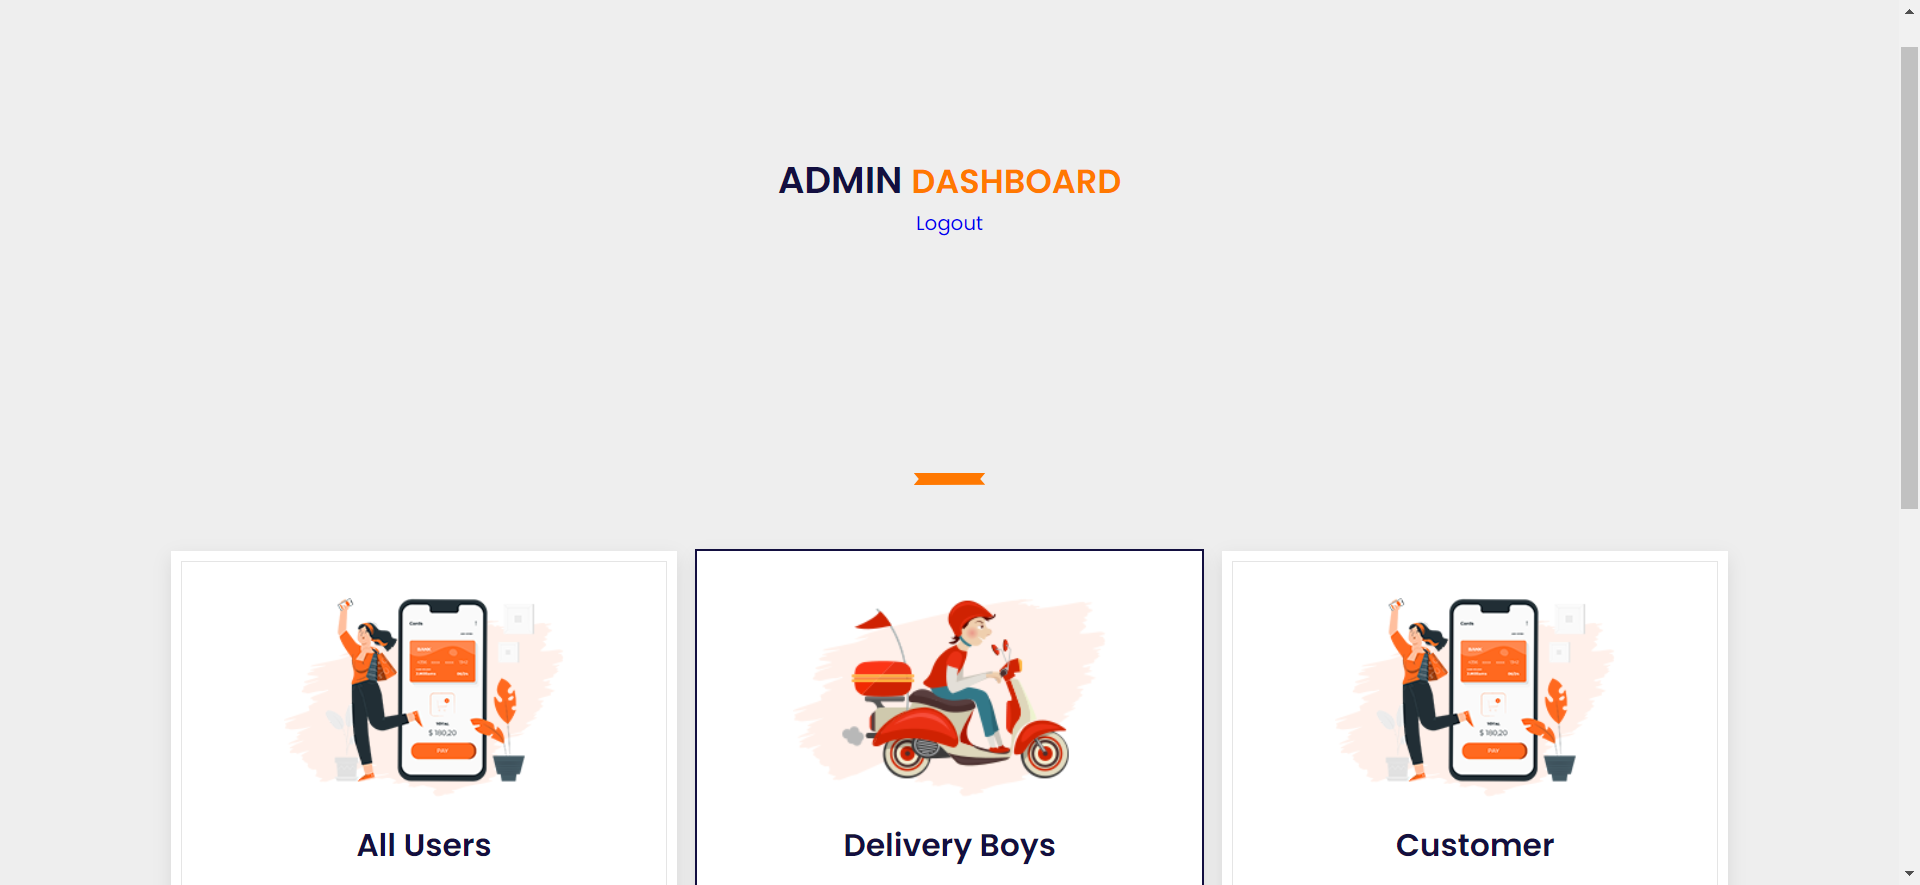 ADMIN DASHBOARD
Logout
Cards
BANK
TOTAL
$ 180,20
PAY
Cards
BANK
TOTAL
$ 180,20
PAY
All Users
Delivery Boys
Customer